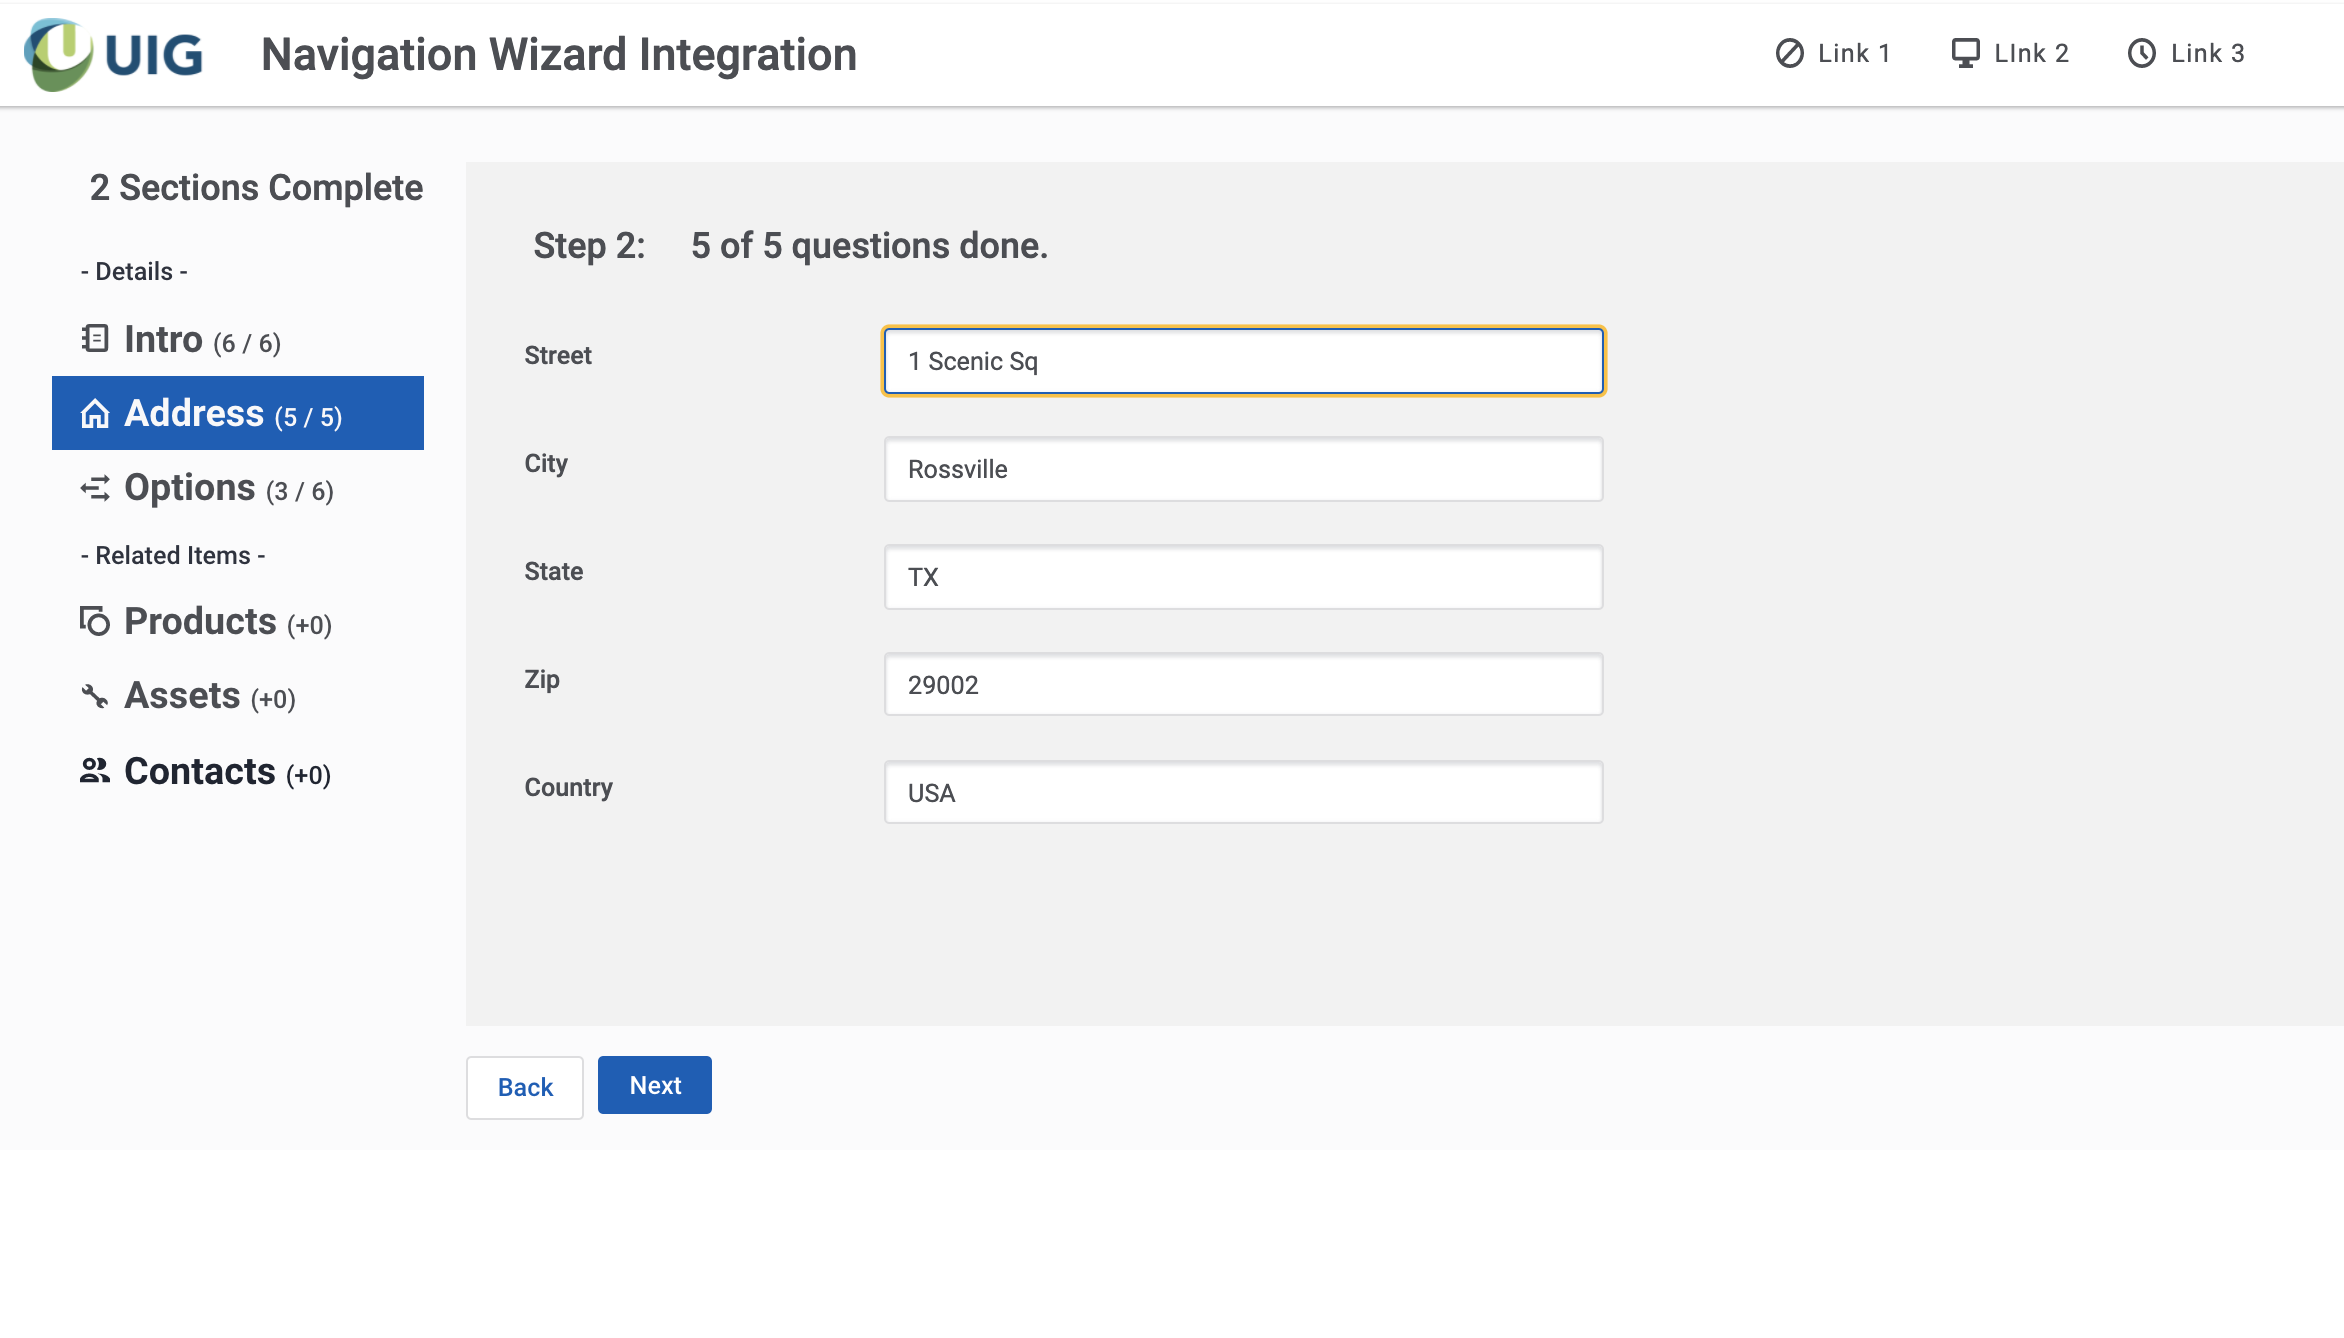 UIG Navigation Wizard Integration Link 1 LInk 2 Link 3
2 Sections Complete
- Details -
Intro (6 / 6)
Address (5 / 5)
Options (3 / 6)
- Related Items -
Products (+0)
Assets (+0)
Contacts (+0)
Step 2: 5 of 5 questions done.
Street 1 Scenic Sq
City Rossville
State TX
Zip 29002
Country USA
Back Next